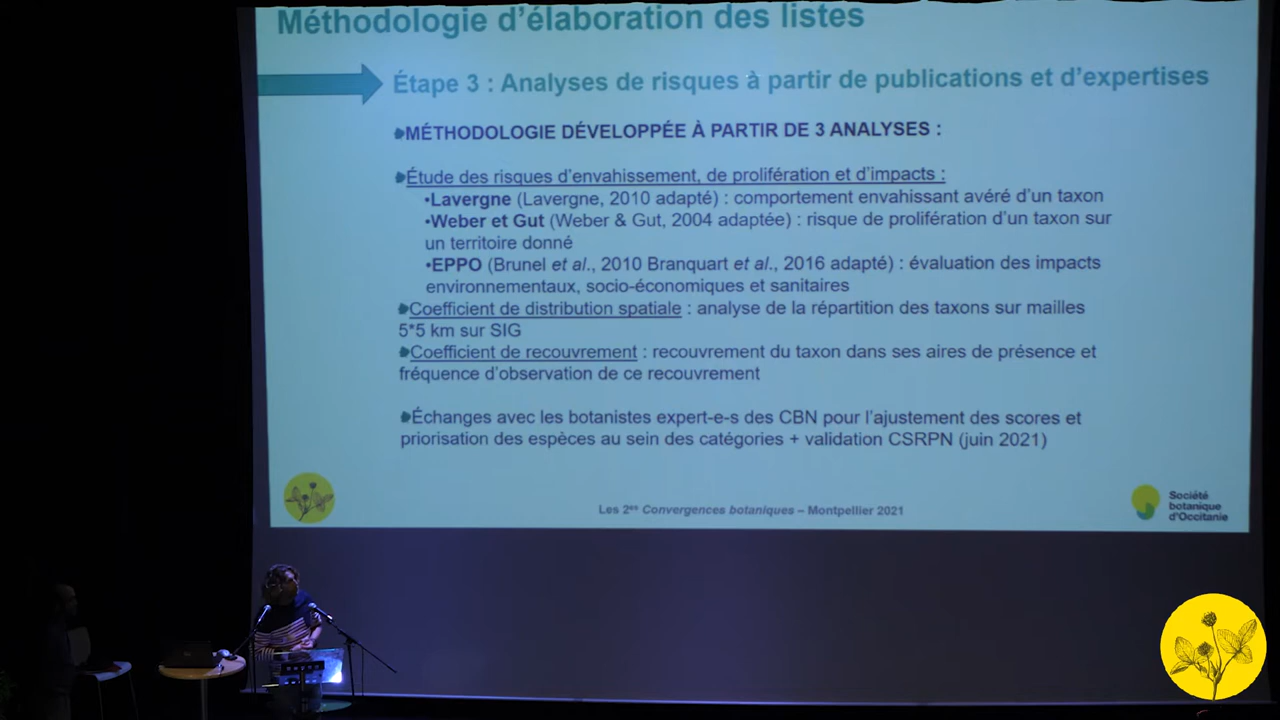 Méthodologie d'élaboration des listes
Étape 3 : Analyses de risques à partir de publications et d'expertises
MÉTHODOLOGIE DÉVELOPPÉE À PARTIR DE 3 ANALYSES :
Étude des risques d'envahissement, de prolifération et d'impacts :
•Lavergne (Lavergne, 2010 adapté) : comportement envahissant avéré d'un taxon
•Weber et Gut (Weber & Gut, 2004 adaptée) : risque de prolifération d'un taxon sur
un territoire donné
•EPPO (Brunel et al., 2010 Branquart et al., 2016 adapté) : évaluation des impacts
environnementaux, socio-économiques et sanitaires
Coefficient de distribution spatiale : analyse de la répartition des taxons sur mailles
5*5 km sur SIG
Coefficient de recouvrement : recouvrement du taxon dans ses aires de présence et
fréquence d'observation de ce recouvrement
Échanges avec les botanistes expert-e-s des CBN pour l'ajustement des scores et
priorisation des espèces au sein des catégories + validation CSRPN (juin 2021)
Les 2es Convergences botaniques – Montpellier 2021
Société
botanique
d'Occitanie